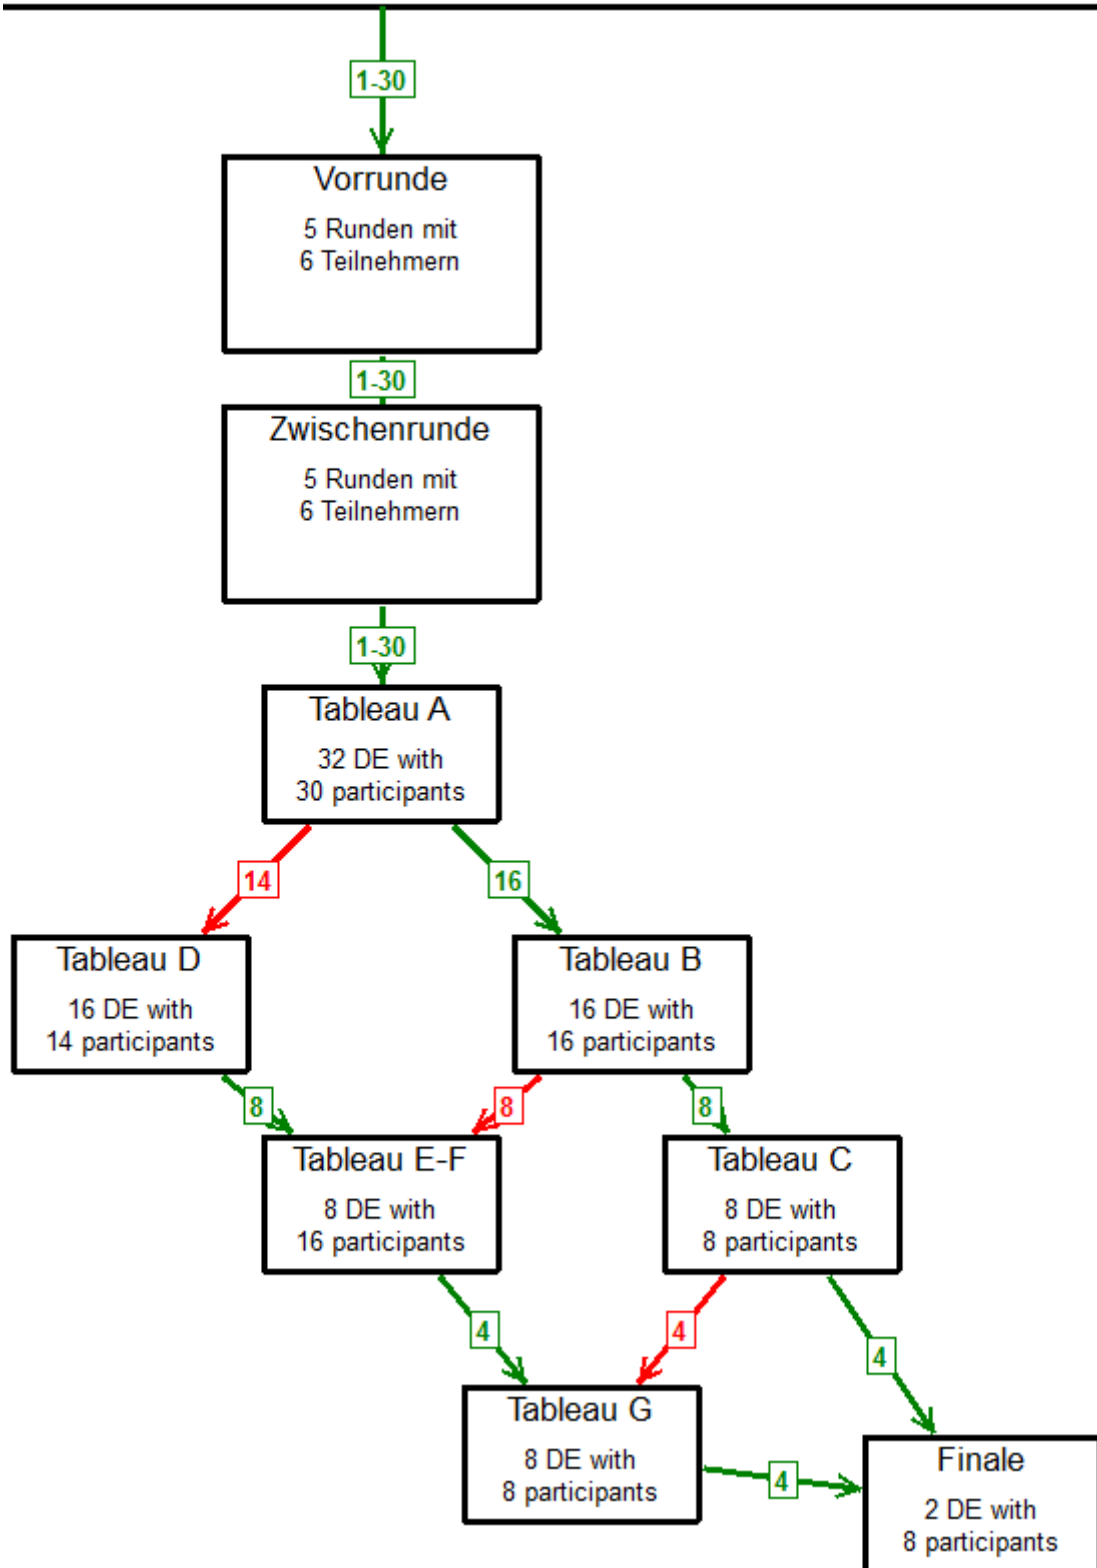 1-30
Vorrunde
5 Runden mit
6 Teilnehmern
1-30
Zwischenrunde
5 Runden mit
6 Teilnehmern
1-30
Tableau A
32 DE with
30 participants
14
16
Tableau D
16 DE with
14 participants
Tableau B
16 DE with
16 participants
8
8
8
Tableau E-F
8 DE with
16 participants
Tableau C
8 DE with
8 participants
4
4
4
Tableau G
8 DE with
8 participants
4
Finale
2 DE with
8 participants